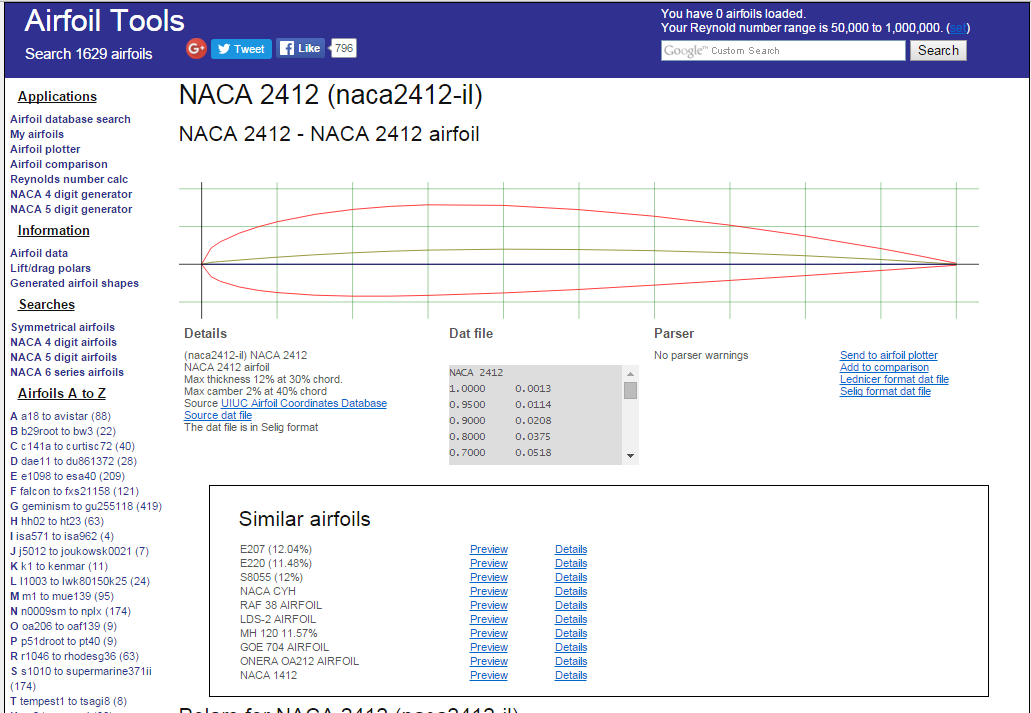 Airfoil Tools
Search 1629 airfoils
G+
Tweet
Like
796
You have 0 airfoils loaded.
Your Reynold number range is 50,000 to 1,000,000. (set)
Google™ Custom Search
Search
Applications
Airfoil database search
My airfoils
Airfoil plotter
Airfoil comparison
Reynolds number calc
NACA 4 digit generator
NACA 5 digit generator
Information
Airfoil data
Lift/drag polars
Generated airfoil shapes
Searches
Symmetrical airfoils
NACA 4 digit airfoils
NACA 5 digit airfoils
NACA 6 series airfoils
Airfoils A to Z
A a18 to avistar (88)
B b29root to bw3 (22)
C c141a to curtisc72 (40)
D dae11 to du861372 (28)
E e1098 to esa40 (209)
F falcon to fxs21158 (121)
G geminism to gu255118 (419)
H hh02 to ht23 (63)
I isa571 to isa962 (4)
J j5012 to joukowsk0021 (7)
K k1 to kenmar (11)
L l1003 to lwk80150k25 (24)
M m1 to mue139 (95)
N n0009sm to nplx (174)
O oa206 to oaf139 (9)
P p51droot to pt40 (9)
R r1046 to rhodesg36 (63)
S s1010 to supermarine371ii
(174)
T tempest1 to tsagi8 (8)
NACA 2412 (naca2412-il)
NACA 2412 - NACA 2412 airfoil
Details
(naca2412-il) NACA 2412
NACA 2412 airfoil
Max thickness 12% at 30% chord.
Max camber 2% at 40% chord
Source UIUC Airfoil Coordinates Database
Source dat file
The dat file is in Selig format
Dat file
NACA 2412
1.0000 0.0013
0.9500 0.0114
0.9000 0.0208
0.8000 0.0375
0.7000 0.0518
Parser
No parser warnings
Send to airfoil plotter
Add to comparison
Lednicer format dat file
Selig format dat file
Similar airfoils
E207 (12.04%) Preview Details
E220 (11.48%) Preview Details
S8055 (12%) Preview Details
NACA CYH Preview Details
RAF 38 AIRFOIL Preview Details
LDS-2 AIRFOIL Preview Details
MH 120 11.57% Preview Details
GOE 704 AIRFOIL Preview Details
ONERA OA212 AIRFOIL Preview Details
NACA 1412 Preview Details
Polars for NACA 2412 (naca2412-il)